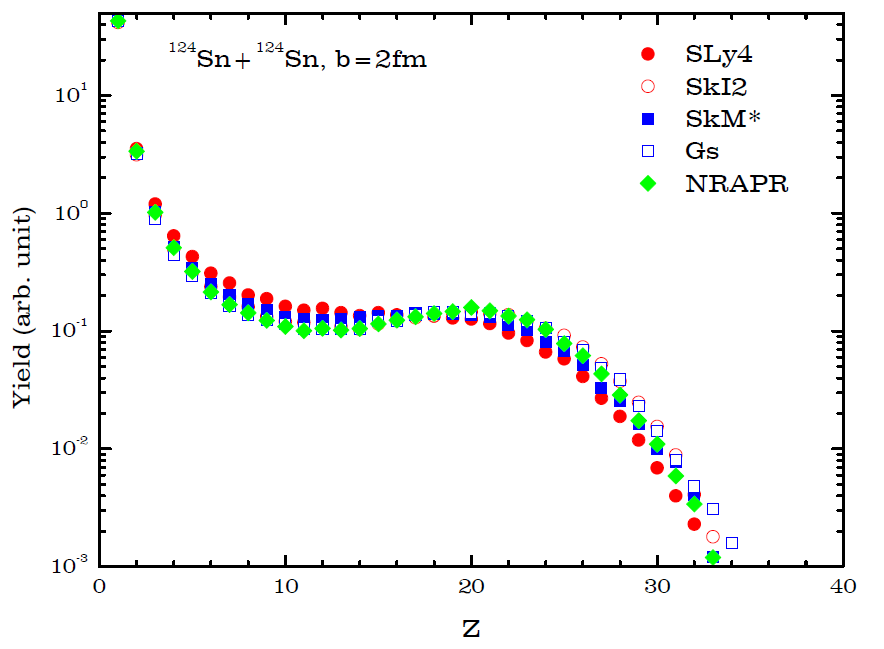 ¹²⁴Sn+¹²⁴Sn, b=2fm
SLy4
SkI2
SkM*
Gs
NRAPR
Yield (arb. unit)
10¹
10⁰
10⁻¹
10⁻²
10⁻³
0 10 20 30 40
Z